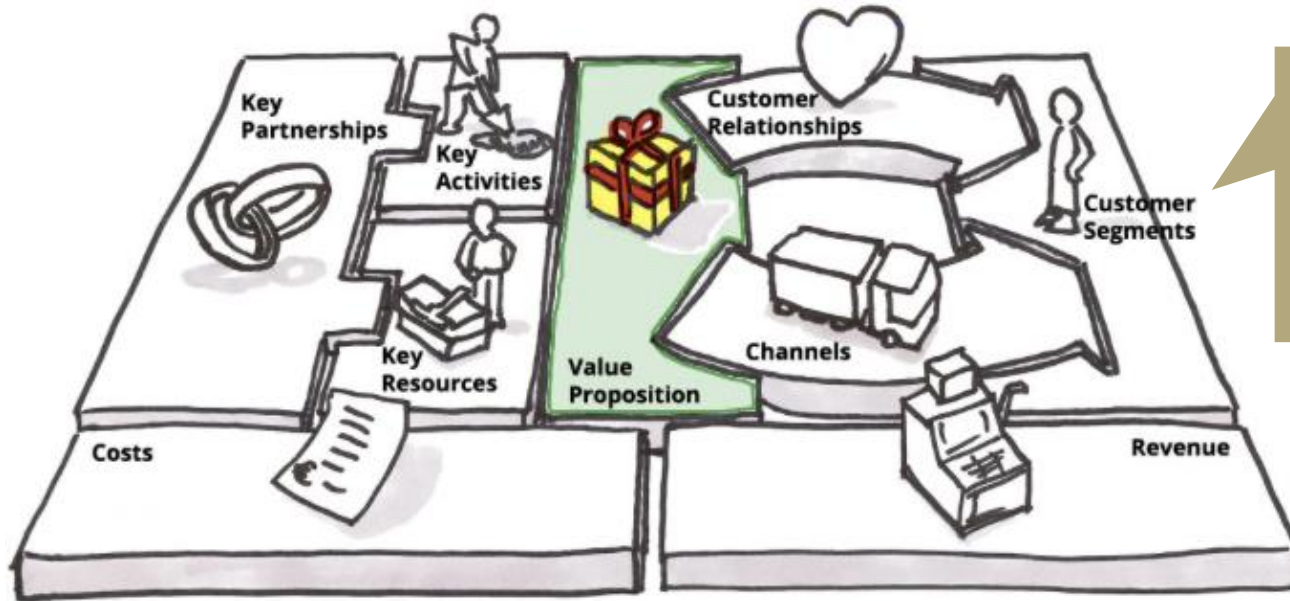 Key
Partnerships
Key
Activities
Key
Resources
Value
Proposition
Customer
Relationships
Channels
Customer
Segments
Costs
Revenue